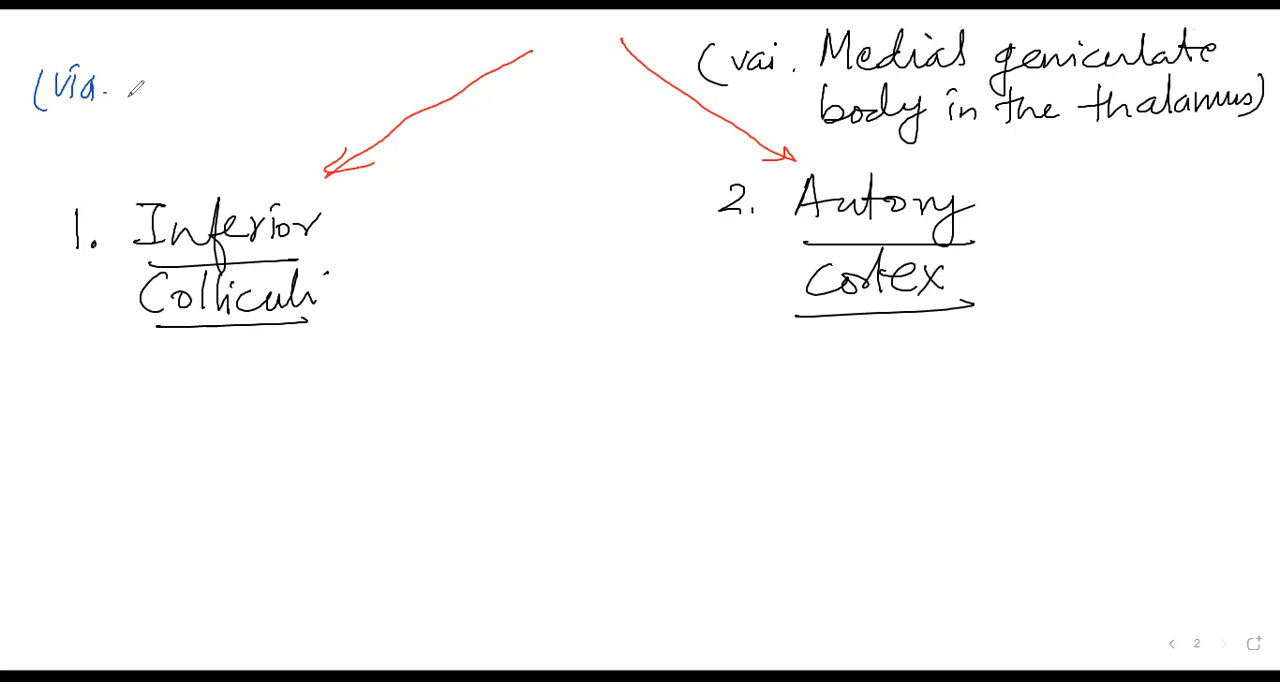 (via.
(vai. Medial geniculate
body in the thalamus)
1. Inferior
Colliculi
2. Autory
Cortex
2